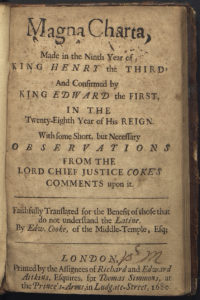 Magna Charta,
Made in the Ninth Year of
KING HENRY the THIRD,
And Confirmed by
KING EDWARD the FIRST,
IN THE
Twenty-Eighth Year of His REIGN.
With some Short, but Necessary
OBSERVATIONS
FROM THE
LORD CHIEF JUSTICE COKE'S
COMMENTS upon it.
Faithfully Translated for the Benefit of those that
do not understand the Latine.
By Edw. Cooke, of the Middle-Temple, Esq;
LONDON,
Printed by the Assignees of Richard and Edward
Atkins, Esquires. for Thomas Simmons, at
the Prince's-Arms, in Ludgate-Street, 1680